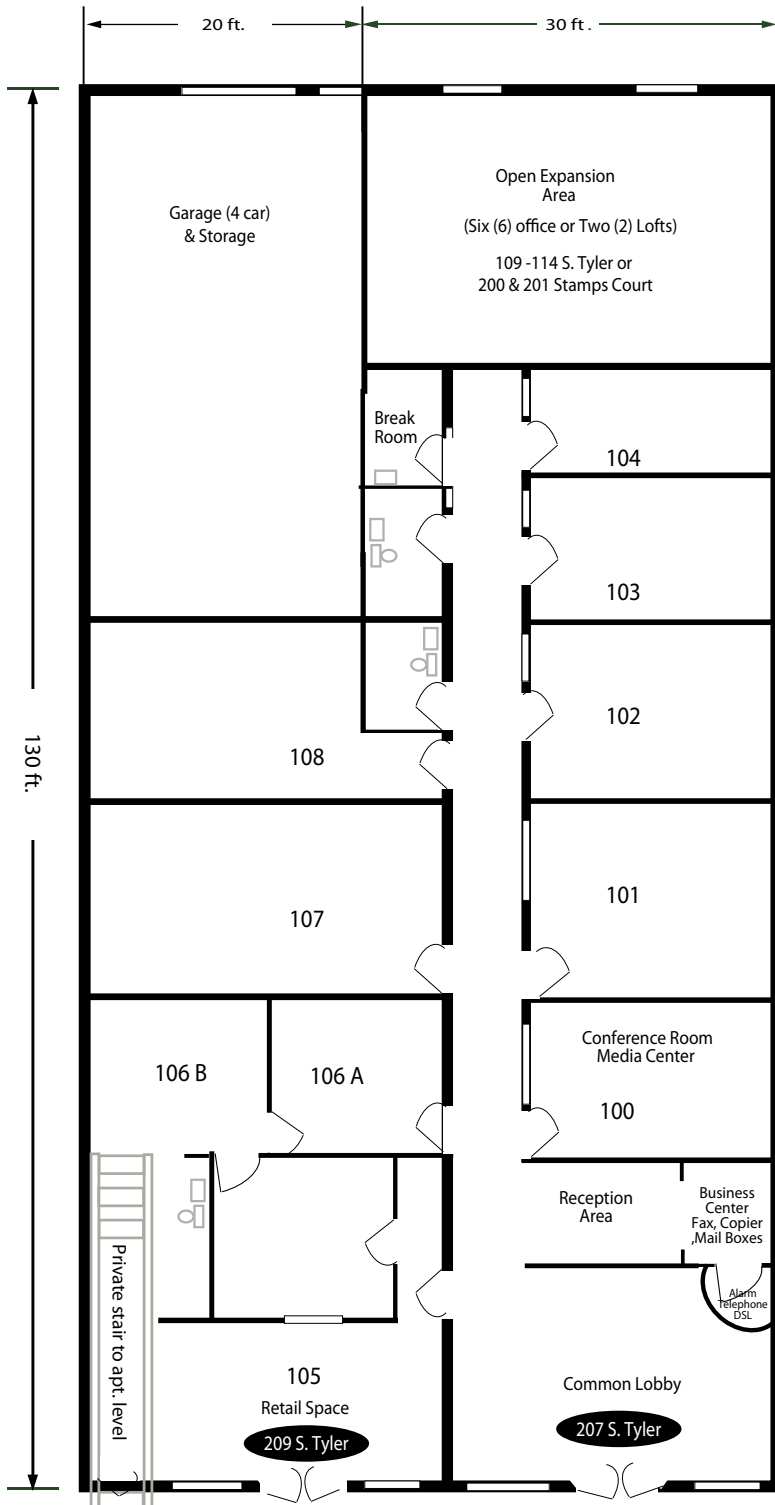 20 ft.
30 ft .
130 ft.
Garage (4 car)
& Storage
Open Expansion
Area
(Six (6) office or Two (2) Lofts)
109 -114 S. Tyler or
200 & 201 Stamps Court
Break
Room
104
103
102
108
101
107
Conference Room
Media Center
100
106 B
106 A
Reception
Area
Business
Center
Fax, Copier
,Mail Boxes
Alarm
Telephone
DSL
Private stair to apt. level
105
Retail Space
209 S. Tyler
Common Lobby
207 S. Tyler